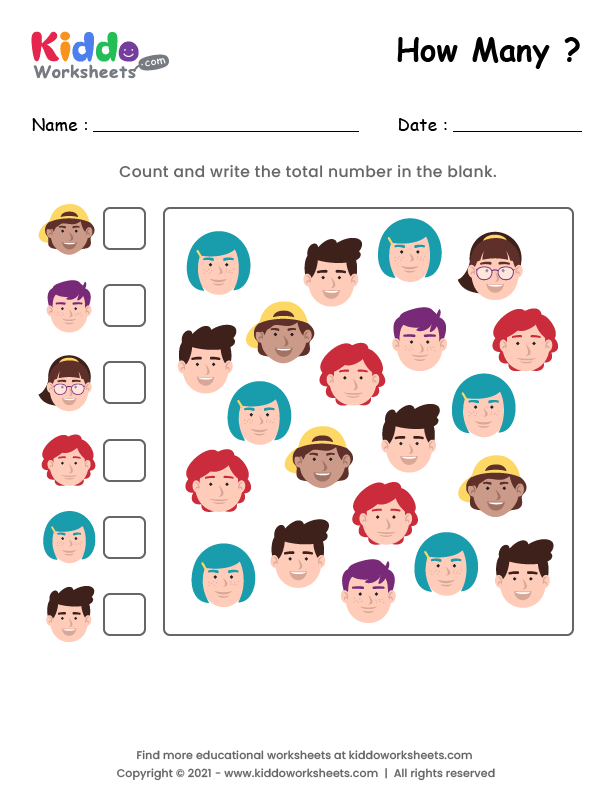 Kiddo
Worksheets.com
How Many ?
Name :
Date :
Count and write the total number in the blank.
Find more educational worksheets at kiddoworksheets.com
Copyright © 2021 - www.kiddoworksheets.com | All rights reserved